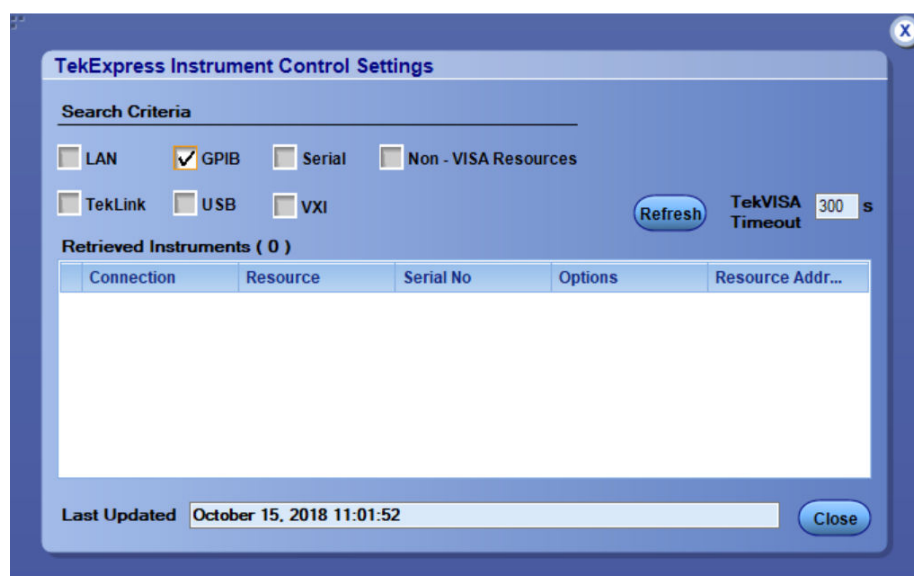 X
TekExpress Instrument Control Settings
Search Criteria
LAN GPIB Serial Non - VISA Resources
TekLink USB VXI Refresh TekVISA Timeout 300 s
Retrieved Instruments ( 0 )
Connection Resource Serial No Options Resource Addr...
Last Updated October 15, 2018 11:01:52 Close